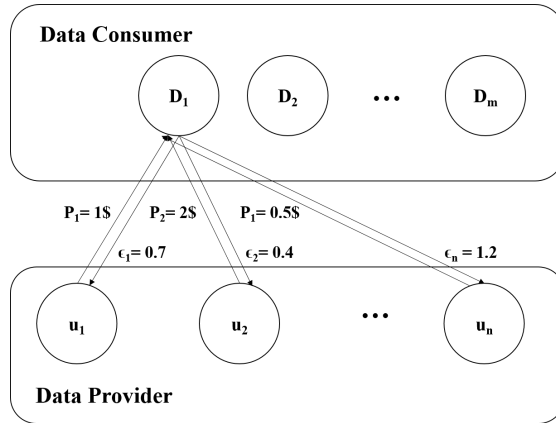 Data Consumer
D₁ D₂ ••• Dₘ
P₁= 1$ P₂= 2$ P₁= 0.5$
ϵ₁= 0.7 ϵ₂= 0.4 ϵₙ = 1.2
u₁ u₂ ••• uₙ
Data Provider